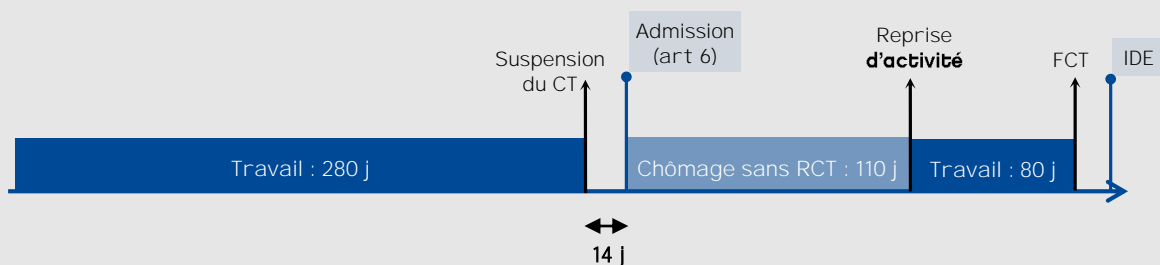 Admission
(art 6)
Suspension
du CT
Reprise
d'activité
FCT
IDE
Travail : 280 j
Chômage sans RCT : 110 j
Travail : 80 j
14 j